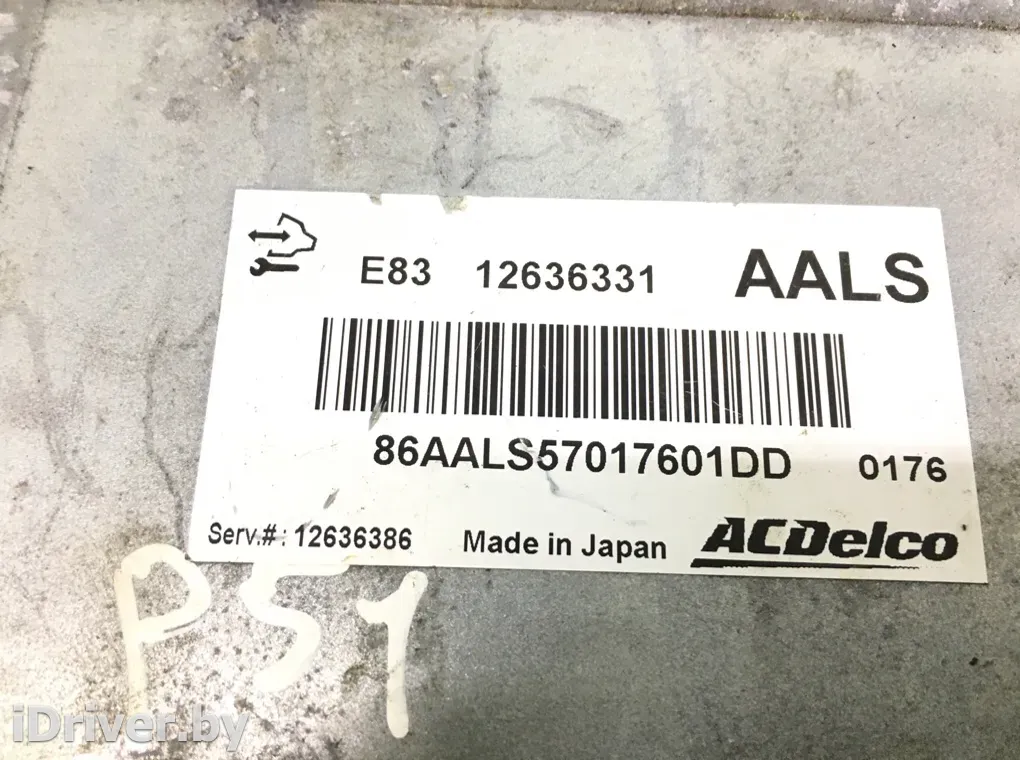 E83 12636331 AALS
86AALS57017601DD 0176
Serv.#: 12636386 Made in Japan ACDelco
P51
iDriver.by